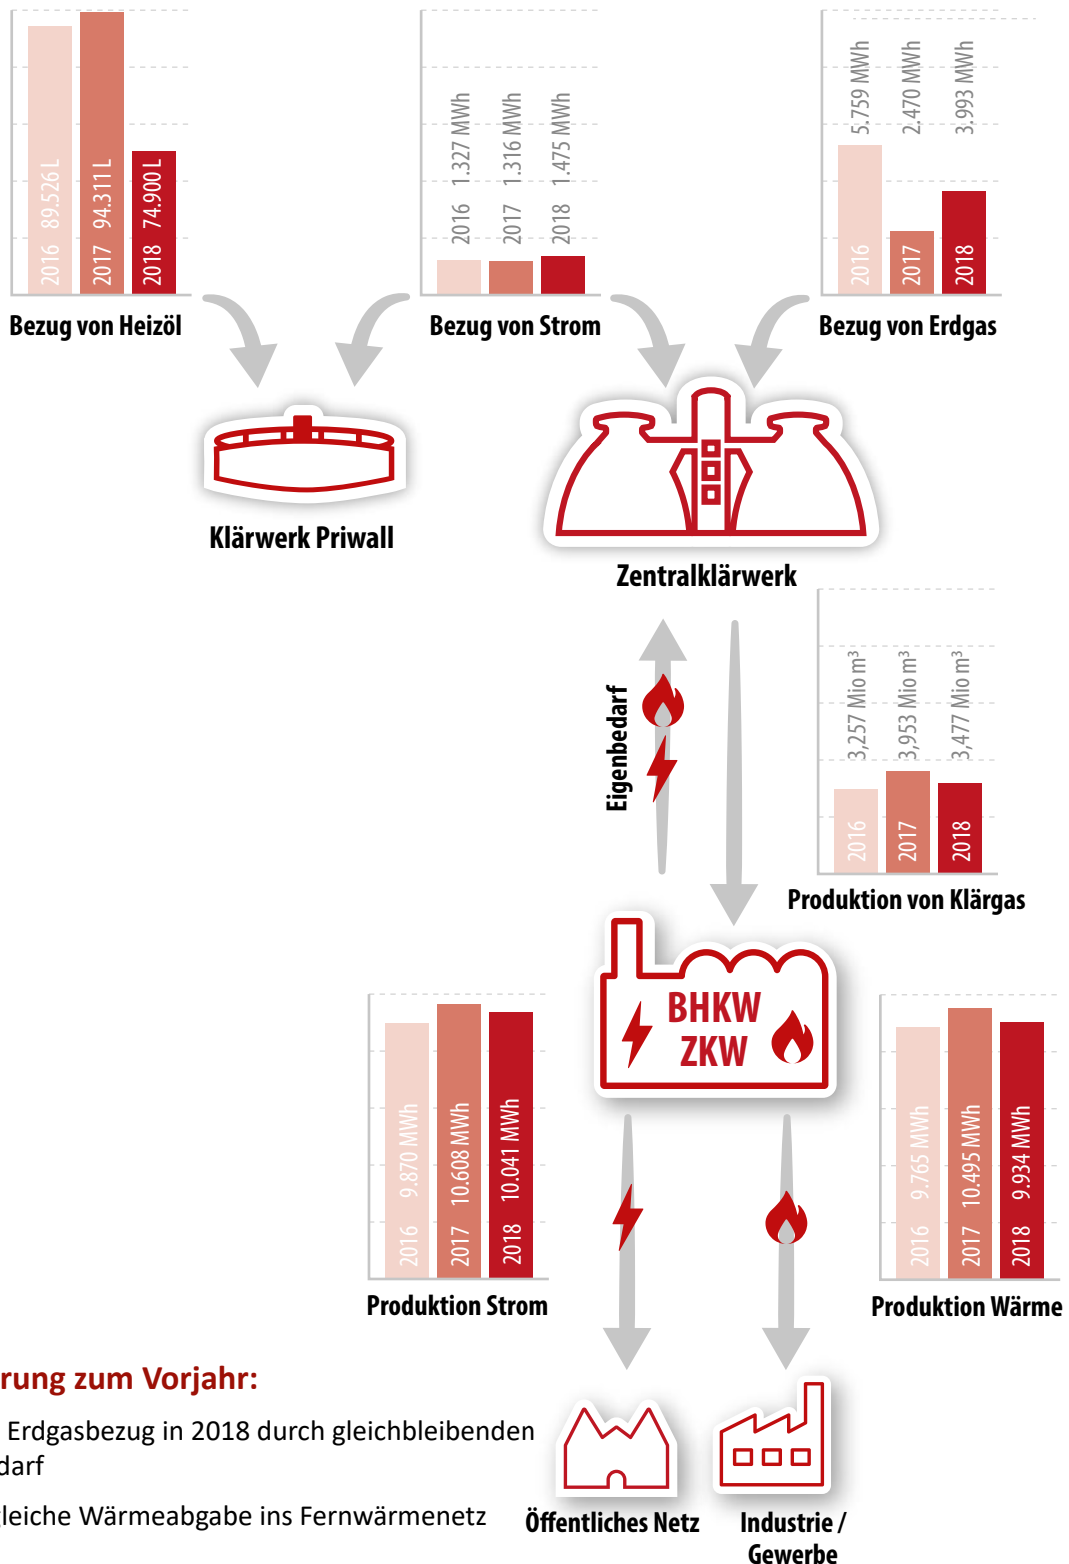 2016 89.526 L
2017 94.311 L
2018 74.900 L
Bezug von Heizöl
2016 1.327 MWh
2017 1.316 MWh
2018 1.475 MWh
Bezug von Strom
2016 5.759 MWh
2017 2.470 MWh
2018 3.993 MWh
Bezug von Erdgas
Klärwerk Priwall
Zentralklärwerk
Eigenbedarf
2016 3,257 Mio m³
2017 3,953 Mio m³
2018 3,477 Mio m³
Produktion von Klärgas
BHKW
ZKW
2016 9.870 MWh
2017 10.608 MWh
2018 10.041 MWh
Produktion Strom
2016 9.765 MWh
2017 10.495 MWh
2018 9.934 MWh
Produktion Wärme
rung zum Vorjahr:
Erdgasbezug in 2018 durch gleichbleibenden
darf
gleiche Wärmeabgabe ins Fernwärmenetz
Öffentliches Netz
Industrie /
Gewerbe